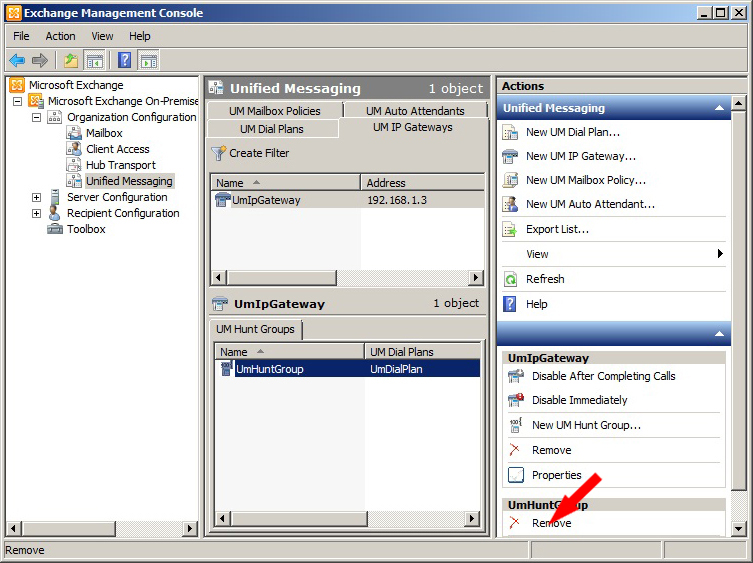 Exchange Management Console
File Action View Help
Microsoft Exchange
Microsoft Exchange On-Premise
Organization Configuration
Mailbox
Client Access
Hub Transport
Unified Messaging
Server Configuration
Recipient Configuration
Toolbox
Unified Messaging 1 object
UM Mailbox Policies UM Auto Attendants
UM Dial Plans UM IP Gateways
Create Filter
Name Address
UmIpGateway 192.168.1.3
UmIpGateway 1 object
UM Hunt Groups
Name UM Dial Plans
UmHuntGroup UmDialPlan
Actions
Unified Messaging
New UM Dial Plan...
New UM IP Gateway...
New UM Mailbox Policy...
New UM Auto Attendant...
Export List...
View
Refresh
Help
UmIpGateway
Disable After Completing Calls
Disable Immediately
New UM Hunt Group...
Remove
Properties
UmHuntGroup
Remove
Remove